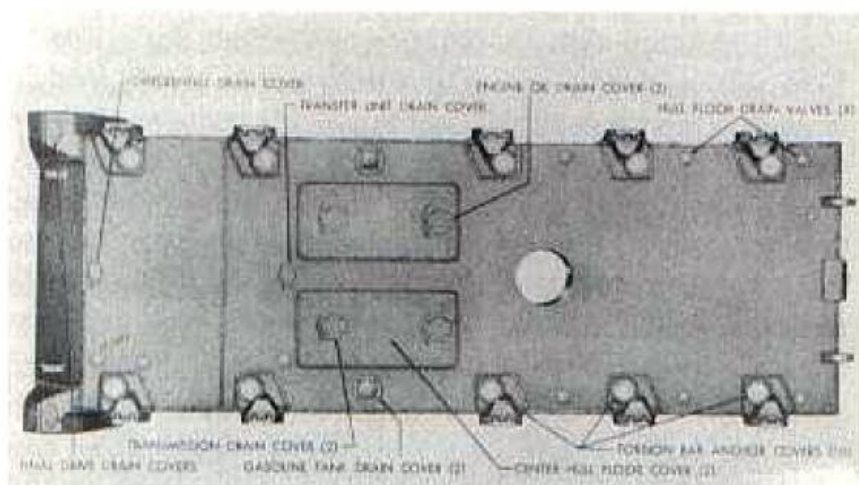 DIFFERENTIAL DRAIN COVER
ENGINE OIL DRAIN COVER (2)
TRANSFER UNIT DRAIN COVER
HULL FLOOR DRAIN VALVES (8)
TRANSMISSION DRAIN COVER (2)
TORSION BAR ANCHOR COVERS (10)
FINAL DRIVE DRAIN COVERS
GASOLINE TANK DRAIN COVER (2)
CENTER HULL FLOOR COVER (2)